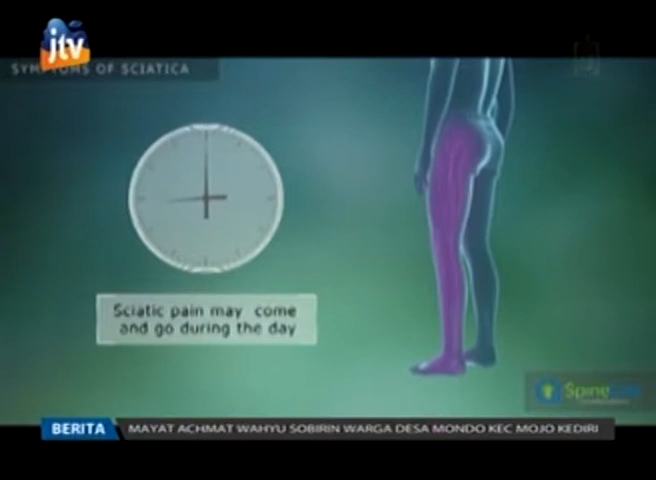 jtv
SYMPTOMS OF SCIATICA
Sciatic pain may come
and go during the day
BERITA
MAYAT ACHMAT WAHYU SOBIRIN WARGA DESA MONDO KEC MOJO KEDIRI